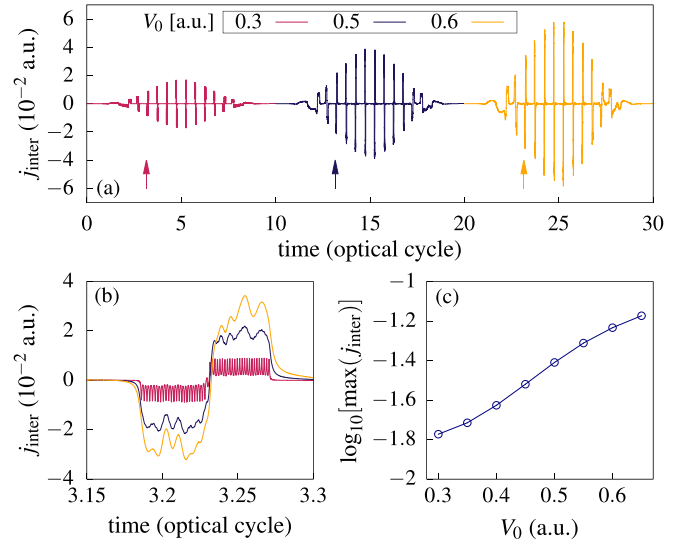 V₀ [a.u.] 0.3 0.5 0.6
6
4
2
0
−2
−4
−6
j_inter (10⁻² a.u.)
(a)
0 5 10 15 20 25 30
time (optical cycle)
(b)
4
2
0
−2
−4
j_inter (10⁻² a.u.)
3.15 3.2 3.25 3.3
time (optical cycle)
(c)
−1
−1.2
−1.4
−1.6
−1.8
−2
log₁₀[max(j_inter)]
0.3 0.4 0.5 0.6
V₀ (a.u.)